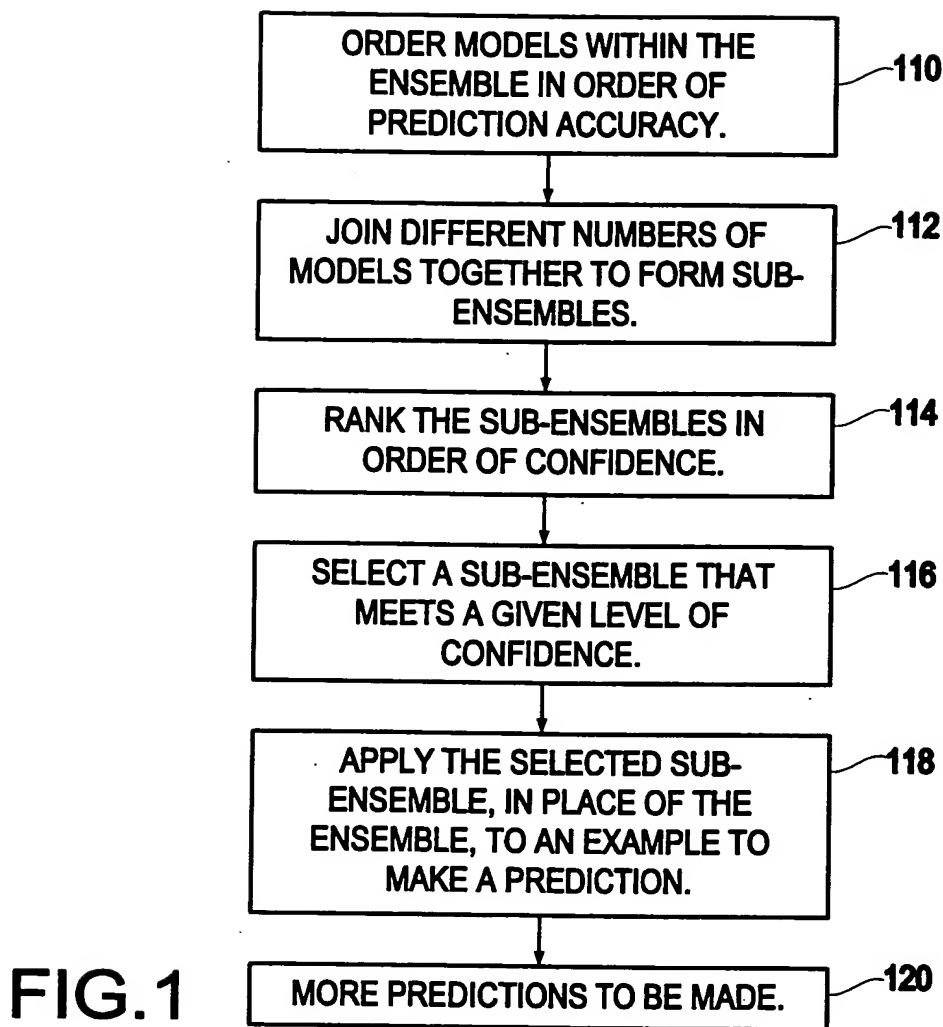 ORDER MODELS WITHIN THE
ENSEMBLE IN ORDER OF
PREDICTION ACCURACY.
110
JOIN DIFFERENT NUMBERS OF
MODELS TOGETHER TO FORM SUB-
ENSEMBLES.
112
RANK THE SUB-ENSEMBLES IN
ORDER OF CONFIDENCE.
114
SELECT A SUB-ENSEMBLE THAT
MEETS A GIVEN LEVEL OF
CONFIDENCE.
116
APPLY THE SELECTED SUB-
ENSEMBLE, IN PLACE OF THE
ENSEMBLE, TO AN EXAMPLE TO
MAKE A PREDICTION.
118
MORE PREDICTIONS TO BE MADE.
120
FIG.1